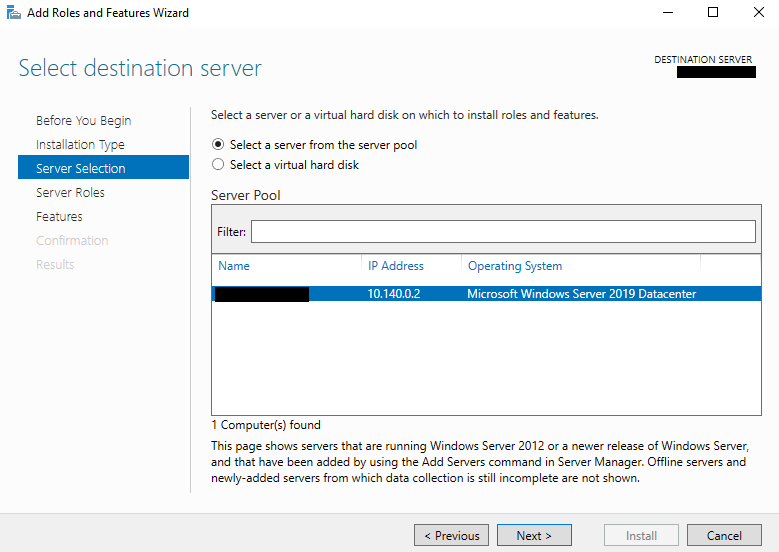 Add Roles and Features Wizard
Select destination server
DESTINATION SERVER
Before You Begin
Installation Type
Server Selection
Server Roles
Features
Confirmation
Results
Select a server or a virtual hard disk on which to install roles and features.
Select a server from the server pool
Select a virtual hard disk
Server Pool
Filter:
Name IP Address Operating System
10.140.0.2 Microsoft Windows Server 2019 Datacenter
1 Computer(s) found
This page shows servers that are running Windows Server 2012 or a newer release of Windows Server,
and that have been added by using the Add Servers command in Server Manager. Offline servers and
newly-added servers from which data collection is still incomplete are not shown.
< Previous Next > Install Cancel